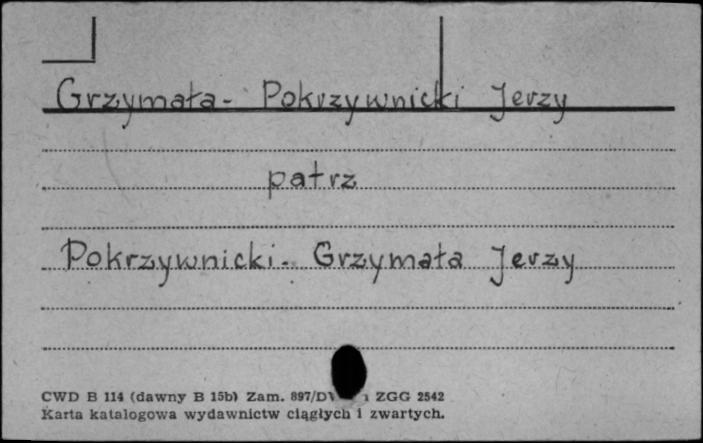 Grzymała- Pokrzywnicki Jerzy
patrz
Pokrzywnicki- Grzymała Jerzy
CWD B 114 (dawny B 15b) Zam. ZGG 2542
Karta katalogowa wydawnictw ciągłych i zwartych.